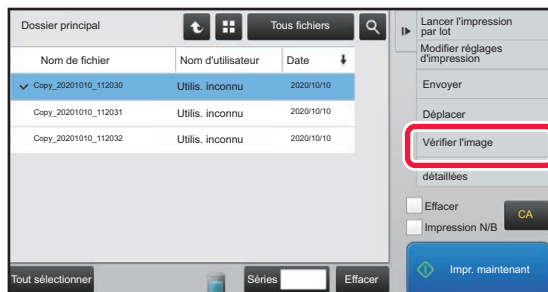 Dossier principal
Tous fichiers
Nom de fichier
Nom d'utilisateur
Date
Copy_20201010_112030
Utilis. inconnu
2020/10/10
Copy_20201010_112031
Utilis. inconnu
2020/10/10
Copy_20201010_112032
Utilis. inconnu
2020/10/10
Tout sélectionner
Séries
Effacer
Lancer l'impression
par lot
Modifier réglages
d'impression
Envoyer
Déplacer
Vérifier l'image
détaillées
Effacer
Impression N/B
CA
Impr. maintenant